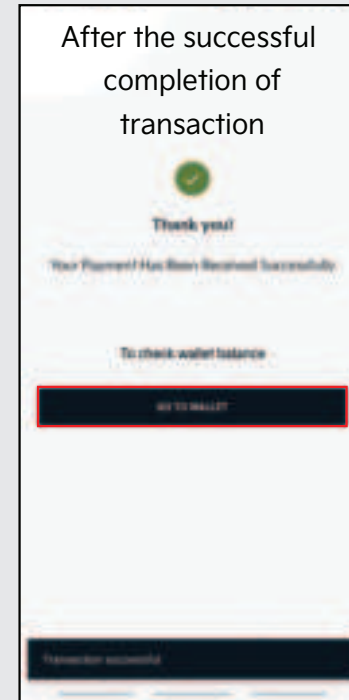 After the successful
completion of
transaction
Thank you!
Your Payment Has Been Received Successfully
To check wallet balance
GO TO WALLET
Transaction successful